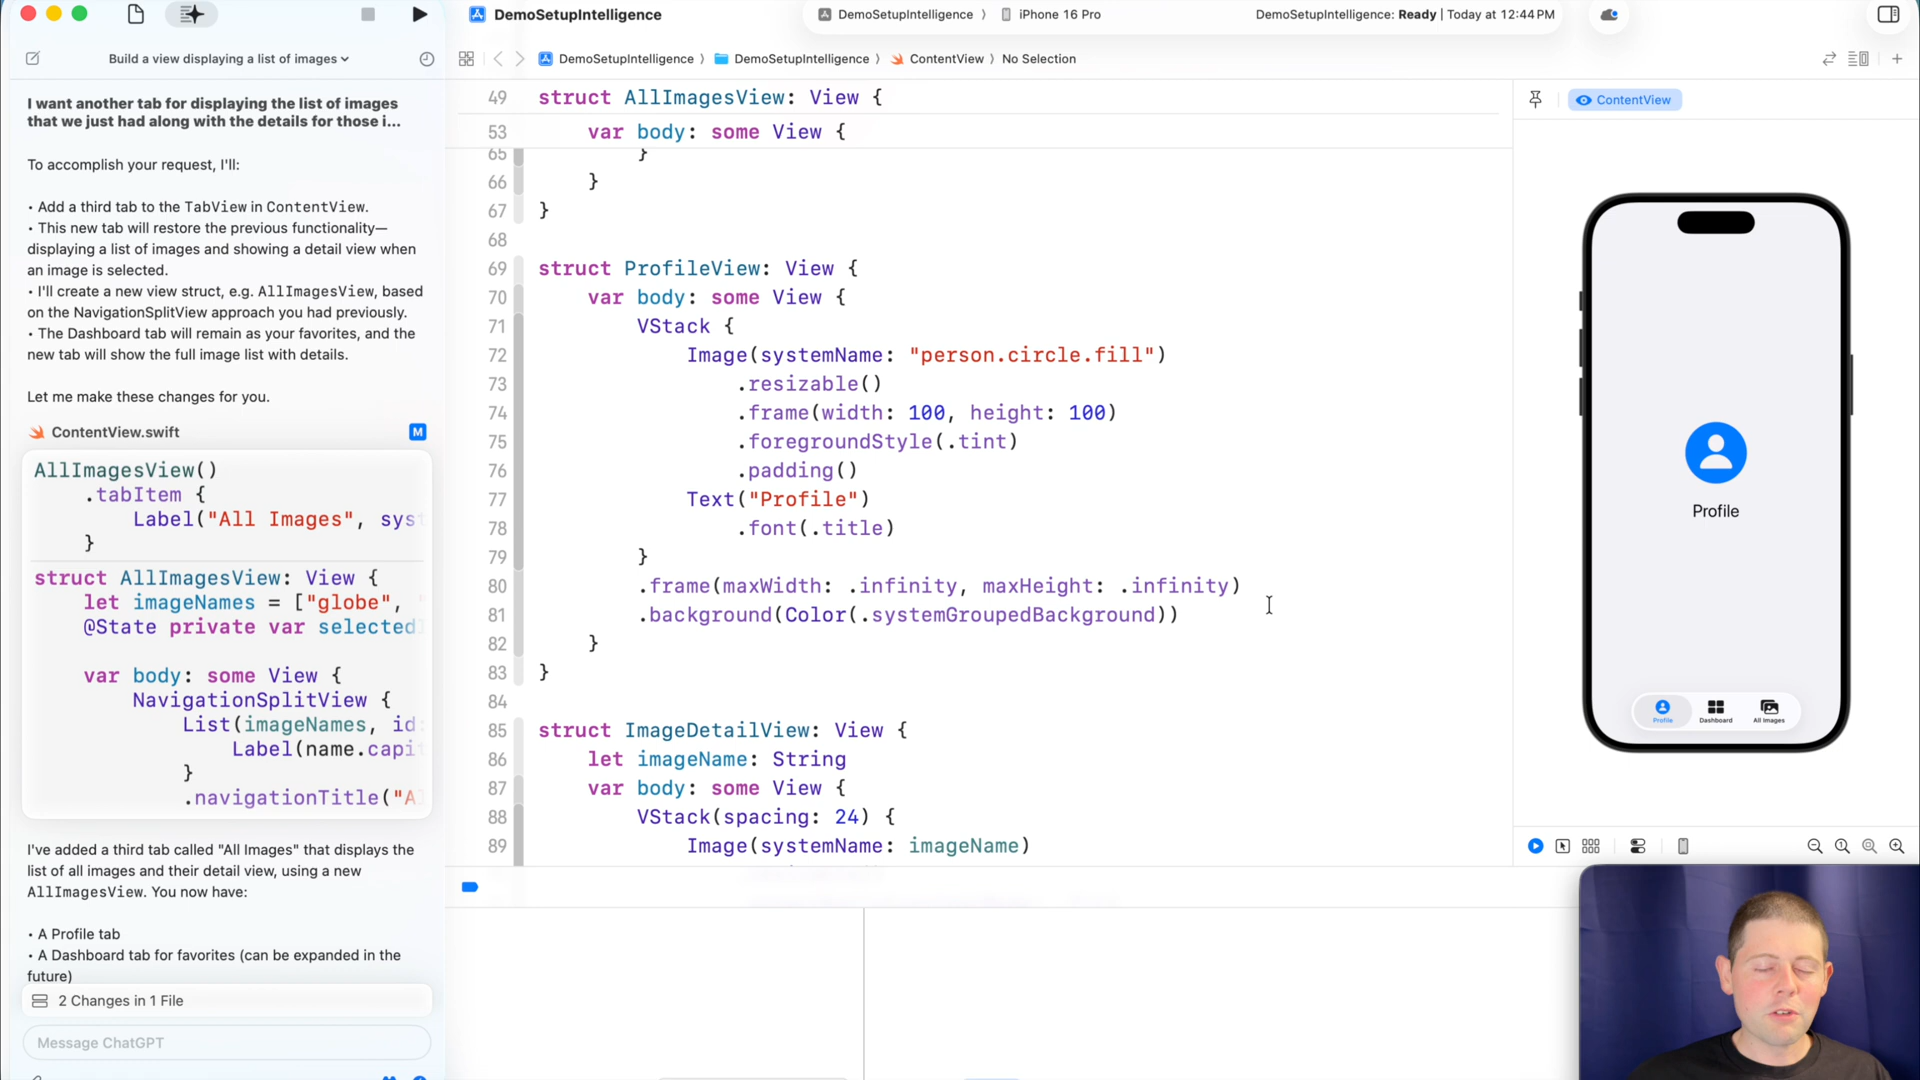 DemoSetupIntelligence
DemoSetupIntelligence
iPhone 16 Pro
DemoSetupIntelligence: Ready | Today at 12:44 PM
Build a view displaying a list of images
DemoSetupIntelligence
DemoSetupIntelligence
ContentView
No Selection
I want another tab for displaying the list of images
that we just had along with the details for those i...
To accomplish your request, I'll:
• Add a third tab to the TabView in ContentView.
• This new tab will restore the previous functionality—
displaying a list of images and showing a detail view when
an image is selected.
• I'll create a new view struct, e.g. AllImagesView, based
on the NavigationSplitView approach you had previously.
• The Dashboard tab will remain as your favorites, and the
new tab will show the full image list with details.
Let me make these changes for you.
ContentView.swift
M
AllImagesView()
.tabItem {
Label("All Images", syst
}
struct AllImagesView: View {
let imageNames = ["globe", "
@State private var selected
var body: some View {
NavigationSplitView {
List(imageNames, id:
Label(name.capi
}
.navigationTitle("A
I've added a third tab called "All Images" that displays the
list of all images and their detail view, using a new
AllImagesView. You now have:
• A Profile tab
• A Dashboard tab for favorites (can be expanded in the
future)
2 Changes in 1 File
Message ChatGPT
49 struct AllImagesView: View {
53 var body: some View {
65 }
66 }
67 }
68
69 struct ProfileView: View {
70 var body: some View {
71 VStack {
72 Image(systemName: "person.circle.fill")
73 .resizable()
74 .frame(width: 100, height: 100)
75 .foregroundStyle(.tint)
76 .padding()
77 Text("Profile")
78 .font(.title)
79 }
80 .frame(maxWidth: .infinity, maxHeight: .infinity)
81 .background(Color(.systemGroupedBackground))
82 }
83 }
84
85 struct ImageDetailView: View {
86 let imageName: String
87 var body: some View {
88 VStack(spacing: 24) {
89 Image(systemName: imageName)
ContentView
Profile
Profile
Dashboard
All Images